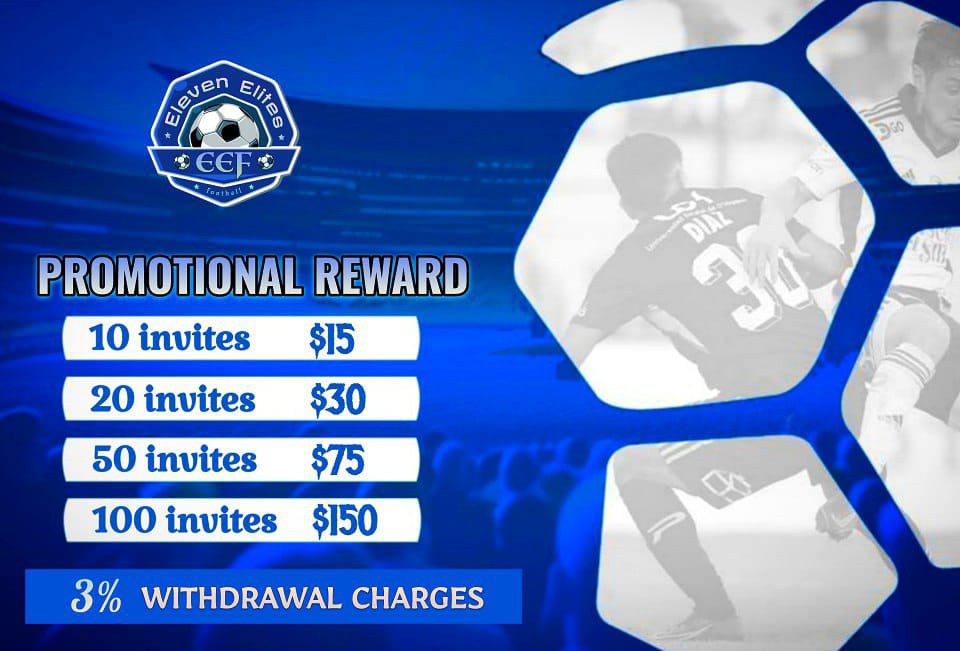 Eleven Elites
EEF
football
PROMOTIONAL REWARD
10 invites $15
20 invites $30
50 invites $75
100 invites $150
3% WITHDRAWAL CHARGES
DIAZ
30
GO